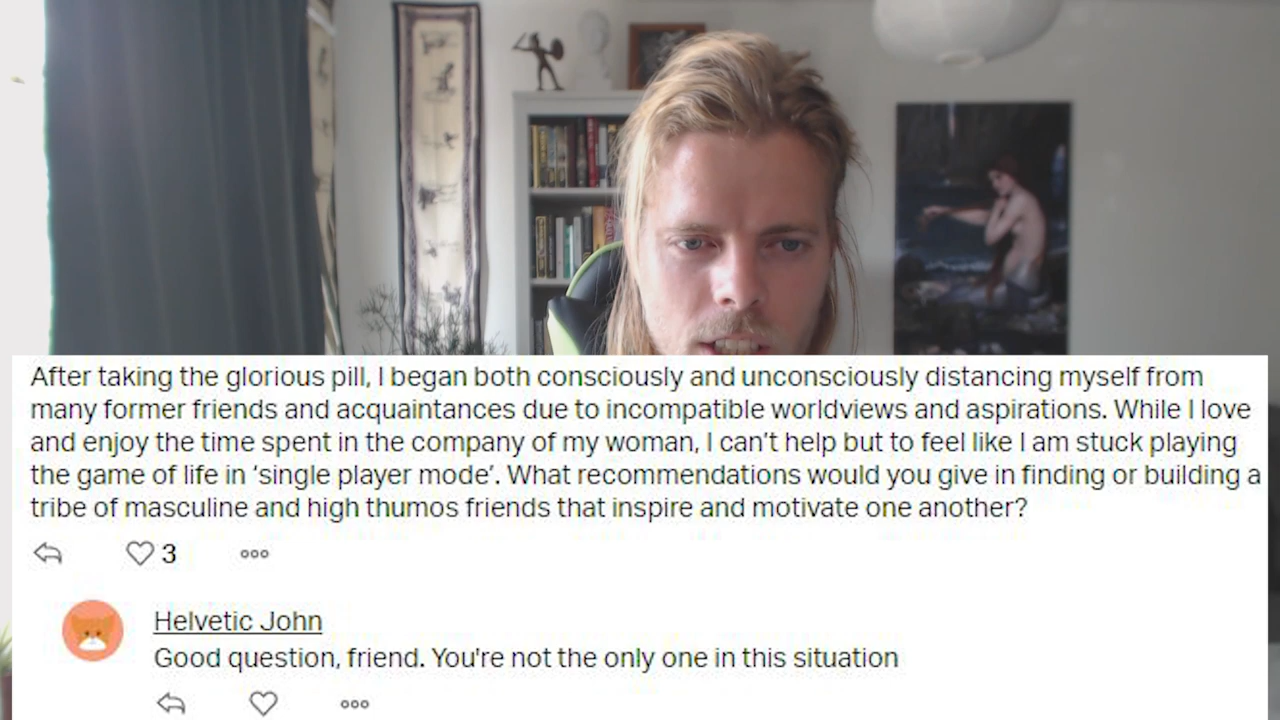 After taking the glorious pill, I began both consciously and unconsciously distancing myself from
many former friends and acquaintances due to incompatible worldviews and aspirations. While I love
and enjoy the time spent in the company of my woman, I can't help but to feel like I am stuck playing
the game of life in ‘single player mode’. What recommendations would you give in finding or building a
tribe of masculine and high thumos friends that inspire and motivate one another?
3
Helvetic John
Good question, friend. You're not the only one in this situation